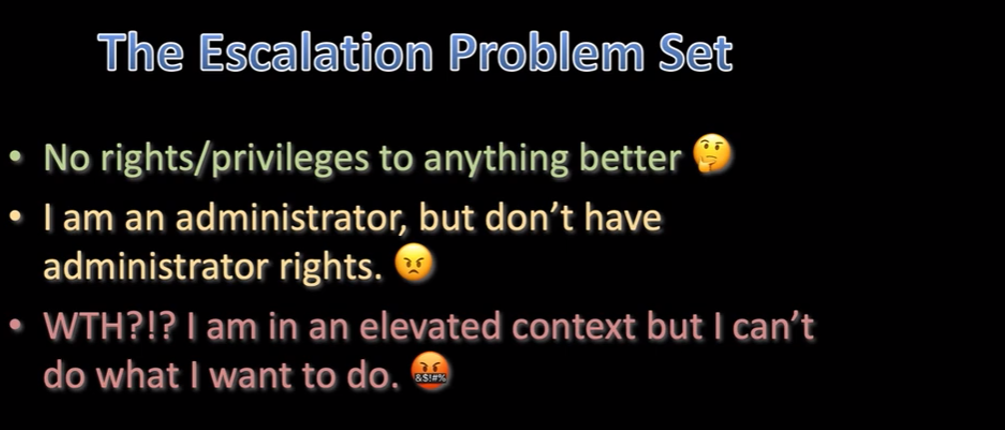 The Escalation Problem Set
• No rights/privileges to anything better 🤔
• I am an administrator, but don't have
administrator rights. 😠
• WTH?!? I am in an elevated context but I can't
do what I want to do. 🤬
&$!#%